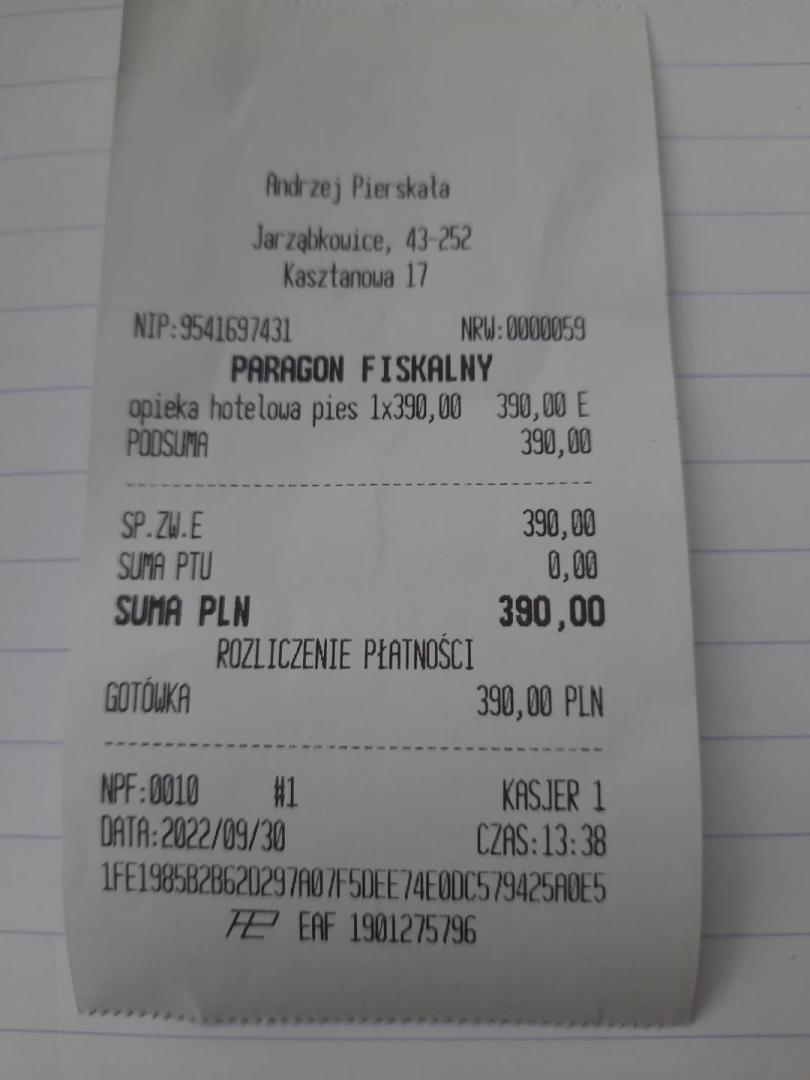 Andrzej Pierskała
Jarząbkowice, 43-252
Kasztanowa 17
NIP:9541697431 NRW:0000059
PARAGON FISKALNY
opieka hotelowa pies 1x390,00 390,00 E
PODSUMA 390,00
SP.ZW.E 390,00
SUMA PTU 0,00
SUMA PLN 390,00
ROZLICZENIE PŁATNOŚCI
GOTÓWKA 390,00 PLN
NPF:0010 #1 KASJER 1
DATA:2022/09/30 CZAS:13:38
1FE1985B2B62D297A07F5DEE74E0DC579425A0E5
EAF 1901275796